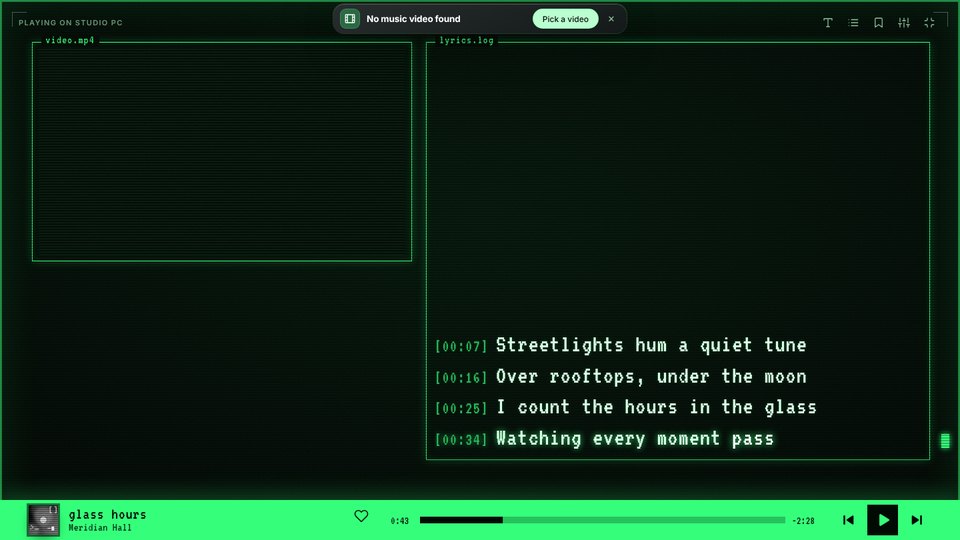 PLAYING ON STUDIO PC
No music video found
Pick a video
video.mp4
lyrics.log
[00:07] Streetlights hum a quiet tune
[00:16] Over rooftops, under the moon
[00:25] I count the hours in the glass
[00:34] Watching every moment pass
glass hours
Meridian Hall
0:43
-2:28